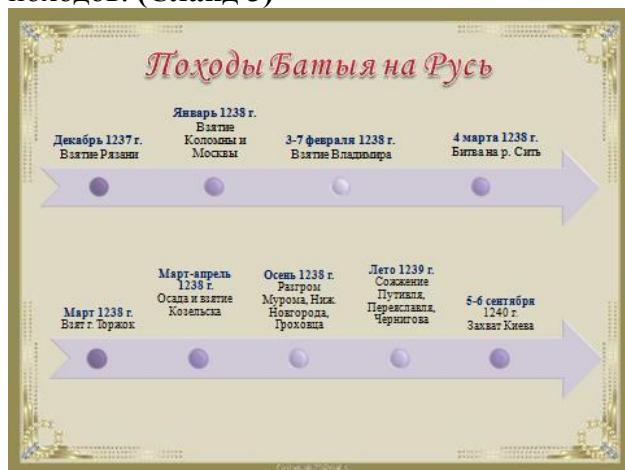 походов. (Слайд 5)
Походы Батыя на Русь
Декабрь 1237 г.
Взятие Рязани
Январь 1238 г.
Взятие
Коломны и
Москвы
3-7 февраля 1238 г.
Взятие Владимира
4 марта 1238 г.
Битва на р. Сить
Март 1238 г.
Взят г. Торжок
Март-апрель
1238 г.
Осада и взятие
Козельска
Осень 1238 г.
Разгром
Мурома, Ниж.
Новгорода,
Гроховца
Лето 1239 г.
Сожжение
Путивля,
Переяславля,
Чернигова
5-6 сентября
1240 г.
Захват Киева